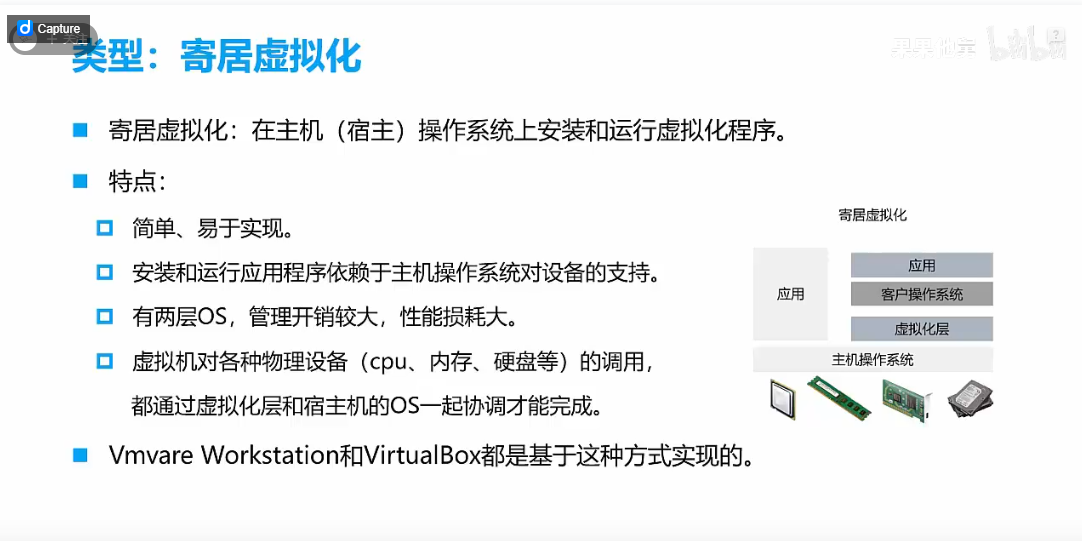 Capture
类型：寄居虚拟化
bilibili
寄居虚拟化：在主机（宿主）操作系统上安装和运行虚拟化程序。
特点：
简单、易于实现。
安装和运行应用程序依赖于主机操作系统对设备的支持。
有两层OS，管理开销较大，性能损耗大。
虚拟机对各种物理设备（cpu、内存、硬盘等）的调用，
都通过虚拟化层和宿主机的OS一起协调才能完成。
Vmvare Workstation和VirtualBox都是基于这种方式实现的。
寄居虚拟化
应用
应用
客户操作系统
虚拟化层
主机操作系统